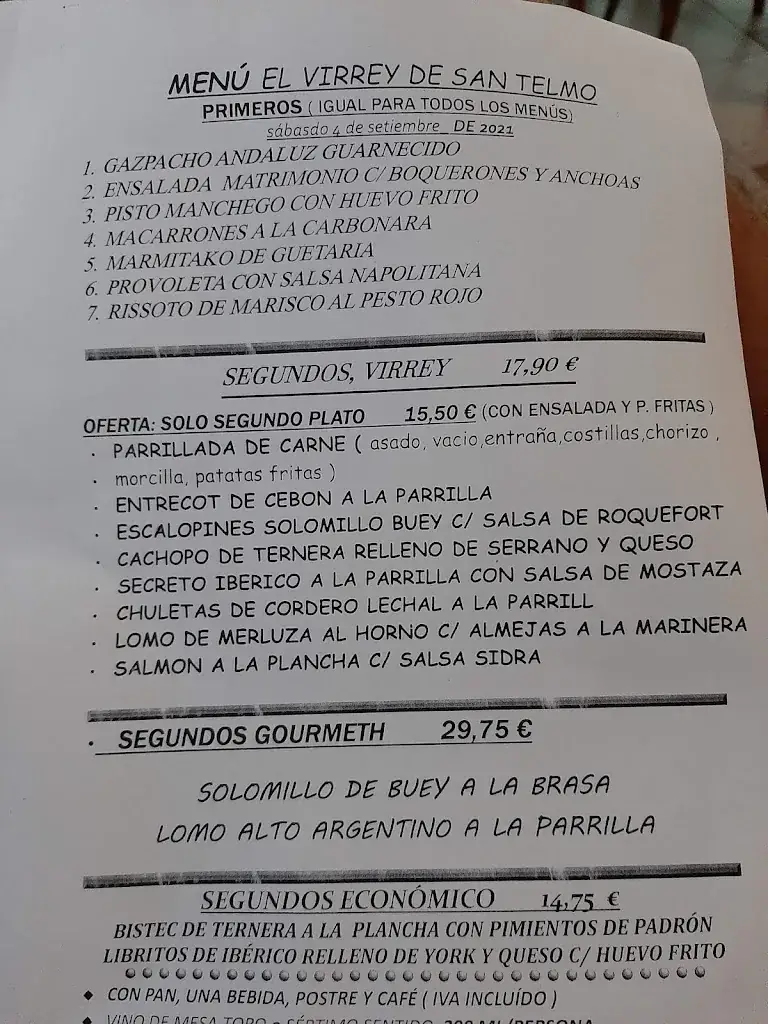 MENÚ EL VIRREY DE SAN TELMO
PRIMEROS ( IGUAL PARA TODOS LOS MENÚS)
sábasdo 4 de setiembre DE 2021
1. GAZPACHO ANDALUZ GUARNECIDO
2. ENSALADA MATRIMONIO C/ BOQUERONES Y ANCHOAS
3. PISTO MANCHEGO CON HUEVO FRITO
4. MACARRONES A LA CARBONARA
5. MARMITAKO DE GUETARIA
6. PROVOLETA CON SALSA NAPOLITANA
7. RISSOTO DE MARISCO AL PESTO ROJO
SEGUNDOS, VIRREY 17,90 €
OFERTA: SOLO SEGUNDO PLATO 15,50 € (CON ENSALADA Y P. FRITAS )
· PARRILLADA DE CARNE ( asado, vacio,entraña,costillas,chorizo ,
· morcilla, patatas fritas )
· ENTRECOT DE CEBON A LA PARRILLA
· ESCALOPINES SOLOMILLO BUEY C/ SALSA DE ROQUEFORT
· CACHOPO DE TERNERA RELLENO DE SERRANO Y QUESO
· SECRETO IBERICO A LA PARRILLA CON SALSA DE MOSTAZA
· CHULETAS DE CORDERO LECHAL A LA PARRILL
· LOMO DE MERLUZA AL HORNO C/ ALMEJAS A LA MARINERA
· SALMON A LA PLANCHA C/ SALSA SIDRA
· SEGUNDOS GOURMETH 29,75 €
SOLOMILLO DE BUEY A LA BRASA
LOMO ALTO ARGENTINO A LA PARRILLA
SEGUNDOS ECONÓMICO 14,75 €
BISTEC DE TERNERA A LA PLANCHA CON PIMIENTOS DE PADRÓN
LIBRITOS DE IBÉRICO RELLENO DE YORK Y QUESO C/ HUEVO FRITO
◆ CON PAN, UNA BEBIDA, POSTRE Y CAFÉ ( IVA INCLUÍDO )
◆ VINO DE MESA TORO SÉPTIMO SENTIDO